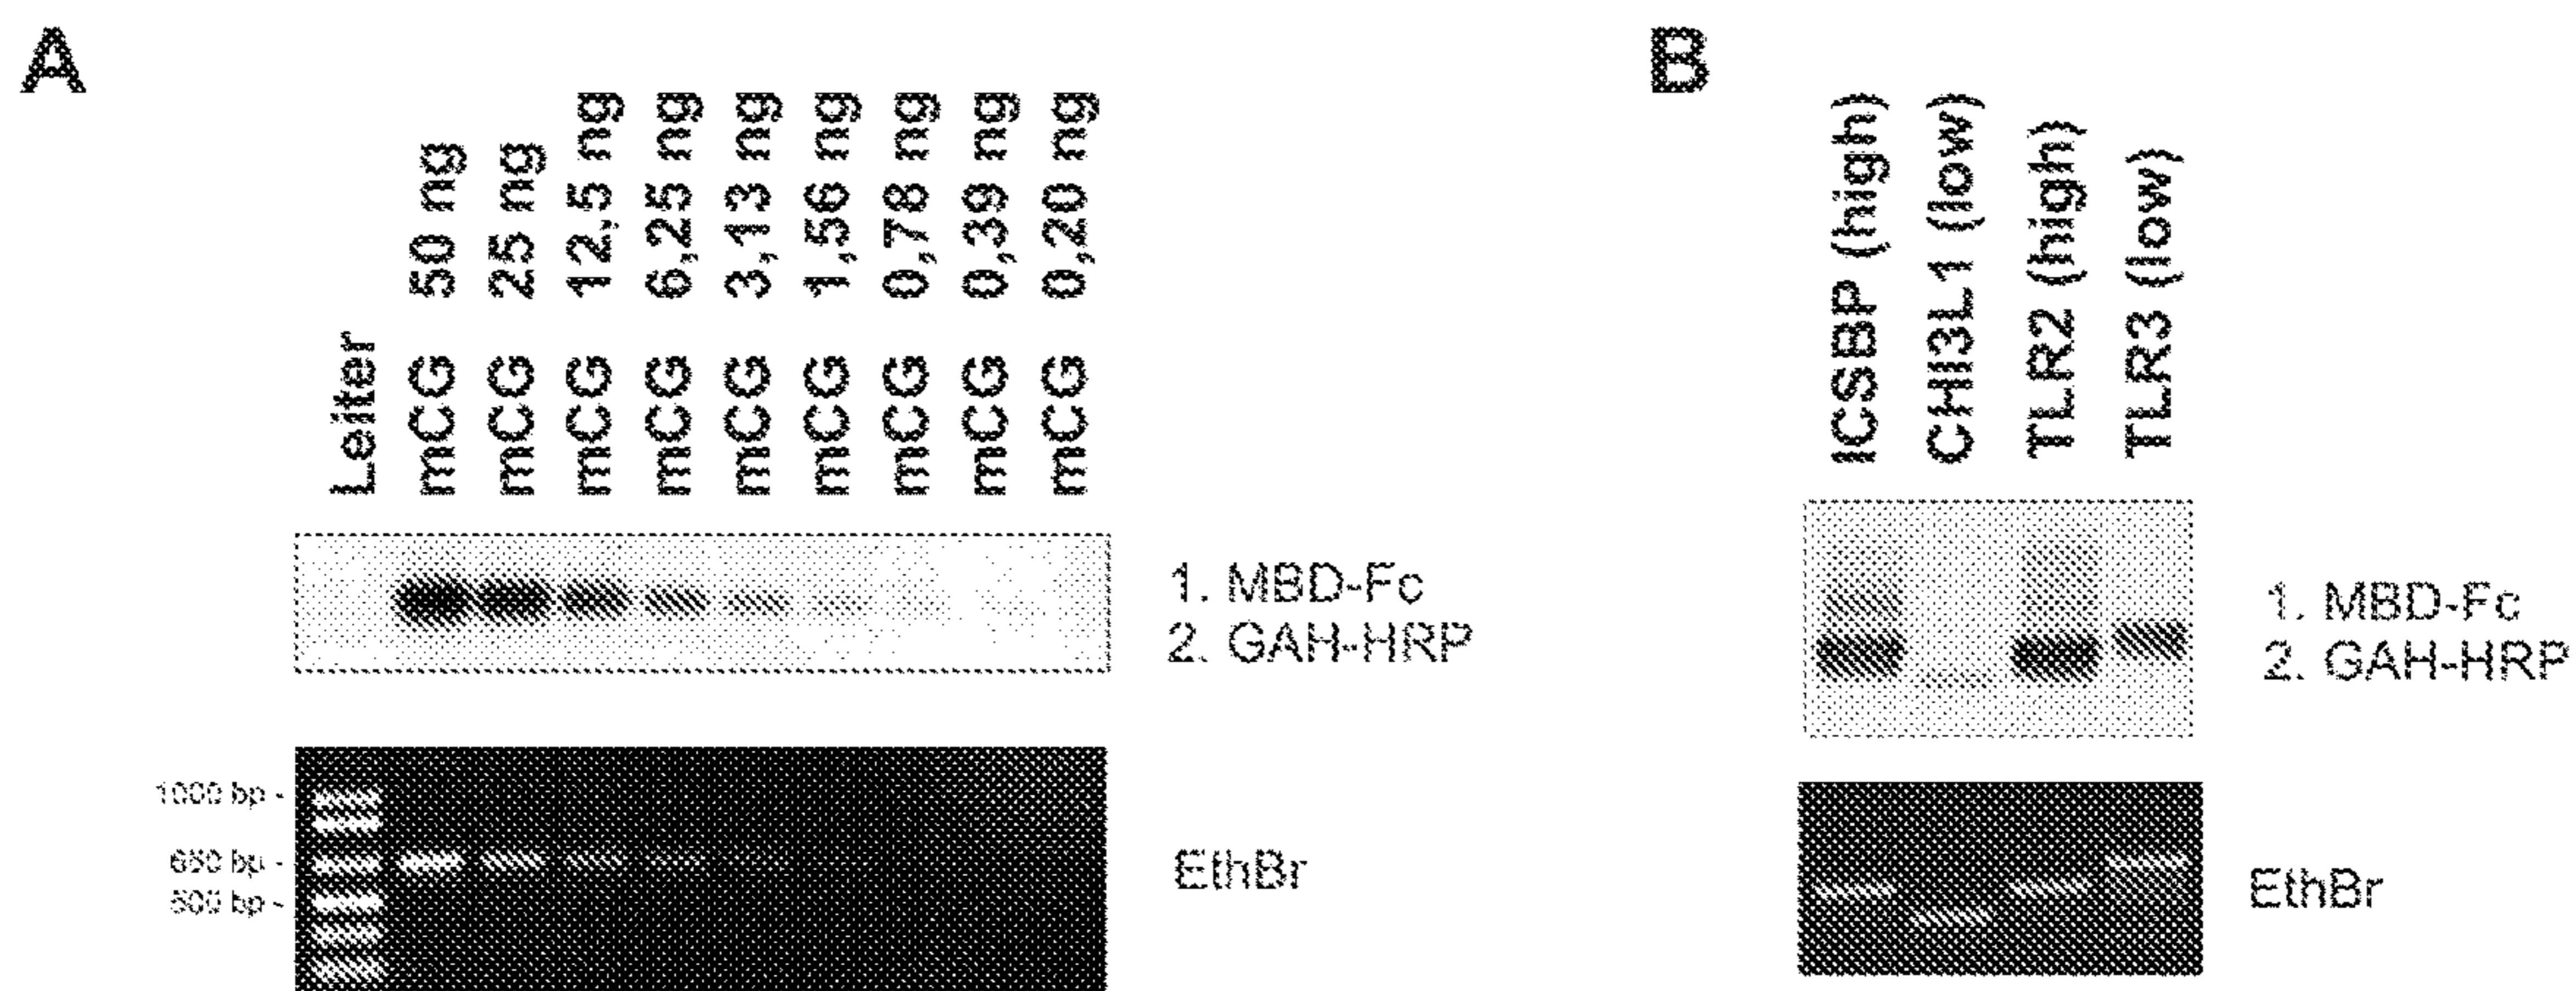 A
Leiter
mCG 50 ng
mCG 25 ng
mCG 12,5 ng
mCG 6,25 ng
mCG 3,13 ng
mCG 1,56 ng
mCG 0,78 ng
mCG 0,39 ng
mCG 0,20 ng
1. MBD-Fc
2. GAH-HRP
1000 bp -
650 bp -
500 bp -
EthBr
B
ICSBP (high)
CHI3L1 (low)
TLR2 (high)
TLR3 (low)
1. MBD-Fc
2. GAH-HRP
EthBr